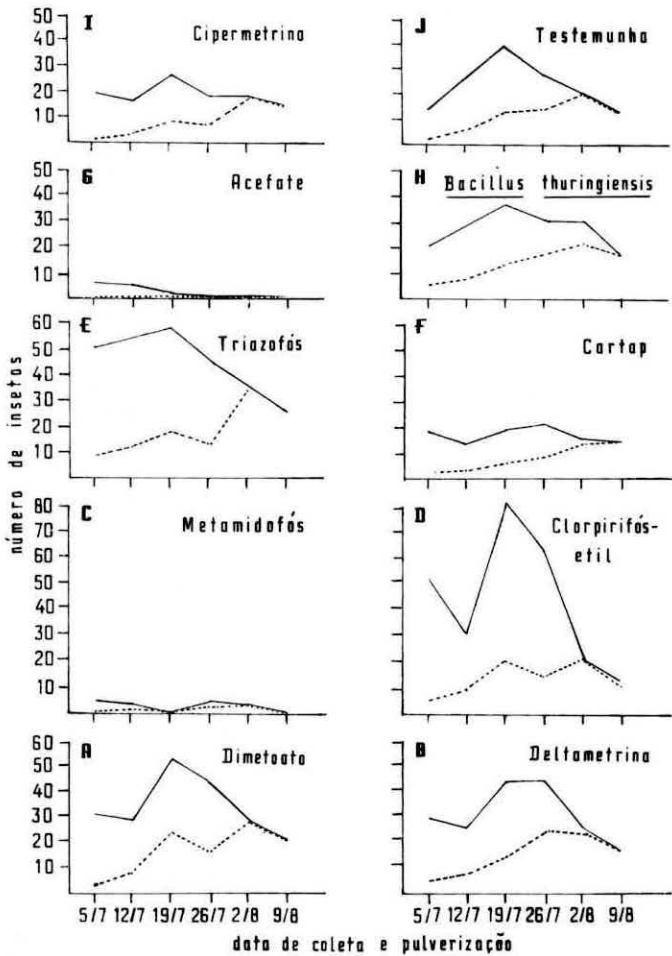 I Cipermetrina
50
40
30
20
10
J Testemunha
G Acefate
50
40
30
20
10
H Bacillus thuringiensis
E Triazofós
60
50
40
30
20
10
F Cartap
C Metamidofós
80
70
60
50
40
30
20
10
D Clorpirifós-
etil
A Dimetoato
60
50
40
30
20
10
B Deltametrina
número de insetos
5/7 12/7 19/7 26/7 2/8 9/8
5/7 12/7 19/7 26/7 2/8 9/8
data de coleta e pulverização